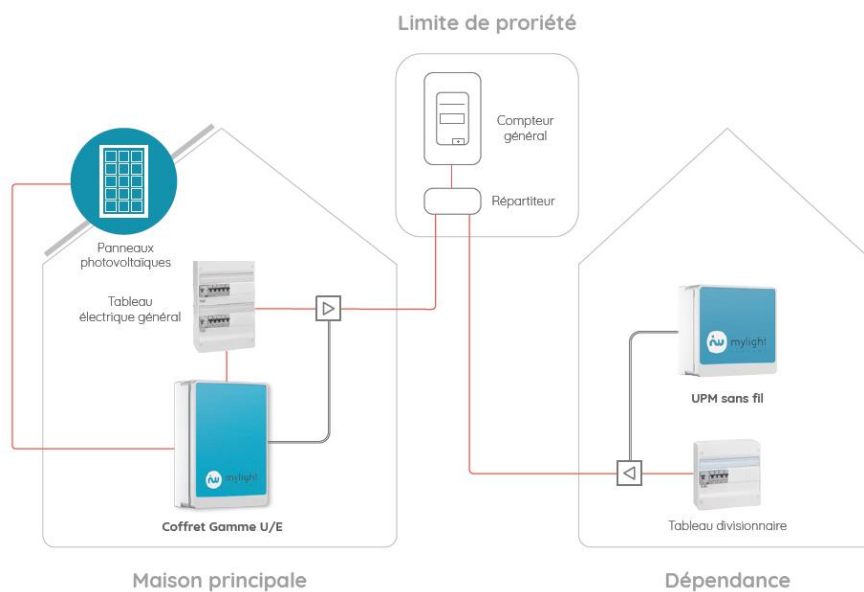 Limite de proriété
Compteur
général
Répartiteur
Panneaux
photovoltaïques
Tableau
électrique général
mylight
Coffret Gamme U/E
mylight
UPM sans fil
Tableau divisionnaire
Maison principale
Dépendance